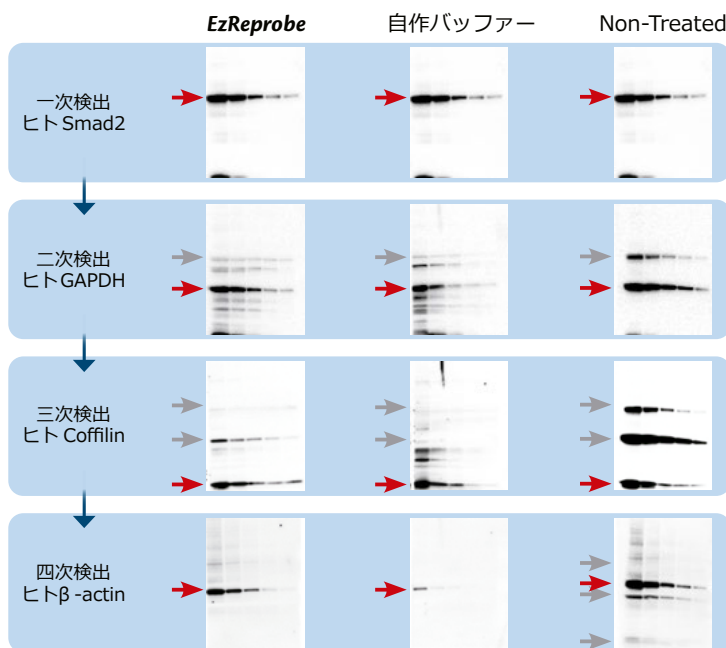 EzReprobe 自作バッファー Non-Treated
一次検出
ヒト Smad2
二次検出
ヒト GAPDH
三次検出
ヒト Coffilin
四次検出
ヒトβ -actin